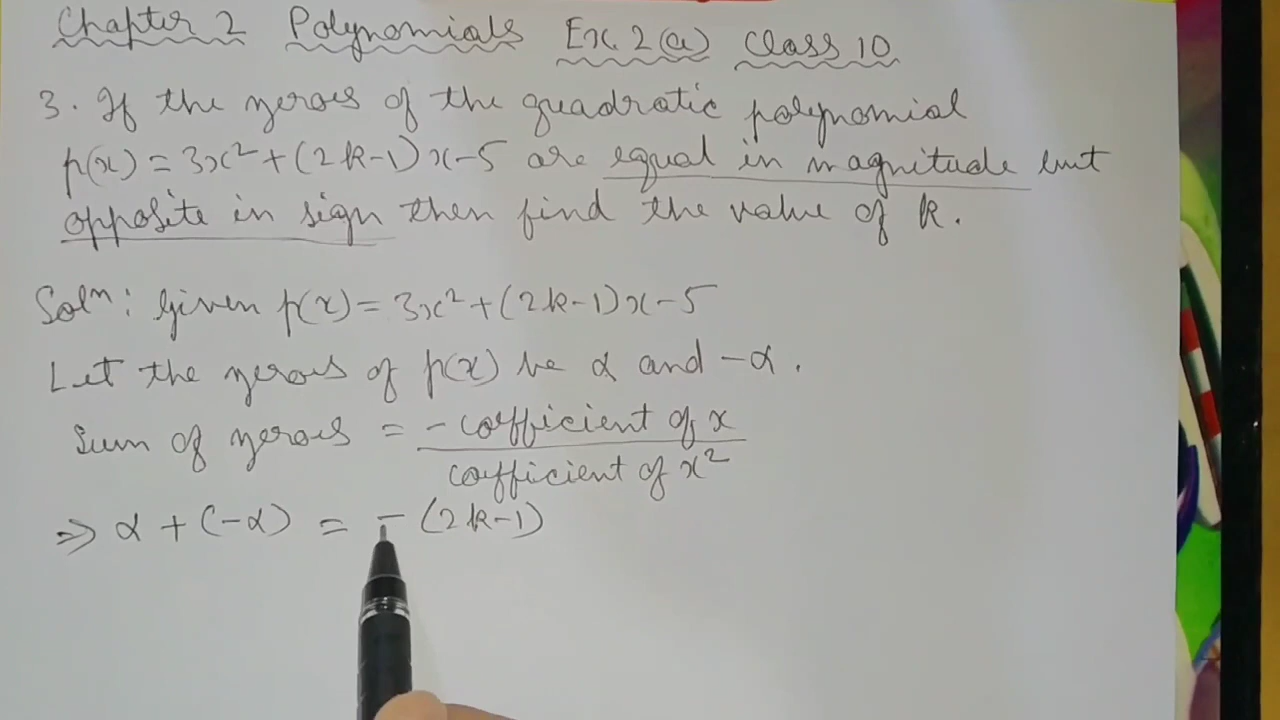 Chapter 2 Polynomials Ex. 2(a) Class 10
3. If the zeroes of the quadratic polynomial
p(x) = 3x² + (2k-1)x - 5 are equal in magnitude but
opposite in sign then find the value of k.
Solⁿ: Given p(x) = 3x² + (2k-1)x - 5
Let the zeroes of p(x) be α and -α.
Sum of zeroes = - coefficient of x / coefficient of x²
⇒ α + (-α) = - (2k-1)